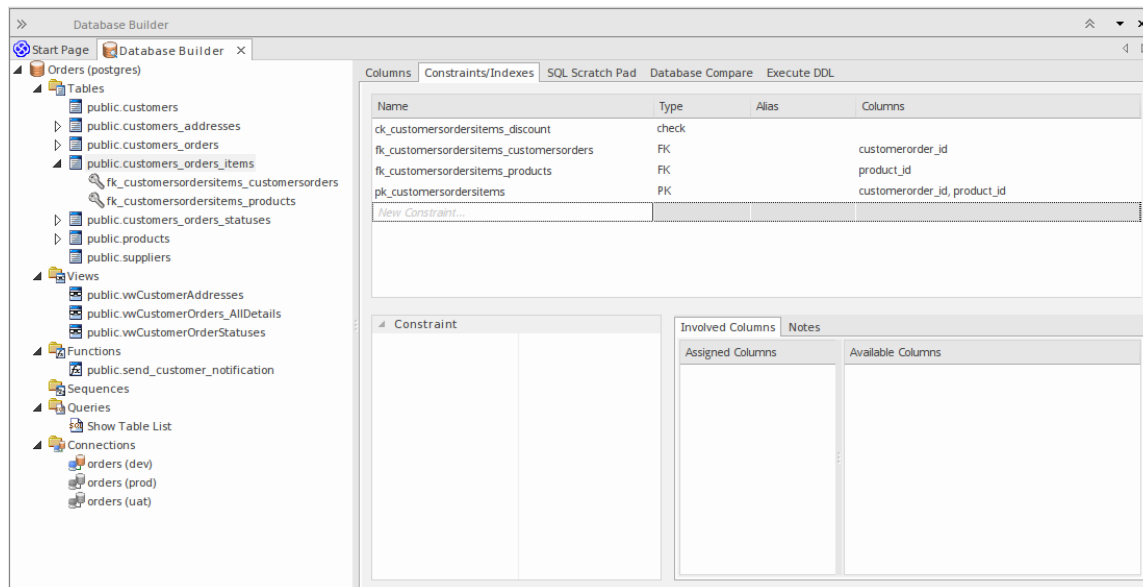 Database Builder
Start Page Database Builder
Orders (postgres)
Tables
public.customers
public.customers_addresses
public.customers_orders
public.customers_orders_items
fk_customersordersitems_customersorders
fk_customersordersitems_products
public.customers_orders_statuses
public.products
public.suppliers
Views
public.vwCustomerAddresses
public.vwCustomerOrders_AllDetails
public.vwCustomerOrderStatuses
Functions
public.send_customer_notification
Sequences
Queries
Show Table List
Connections
orders (dev)
orders (prod)
orders (uat)
Columns Constraints/Indexes SQL Scratch Pad Database Compare Execute DDL
Name Type Alias Columns
ck_customersordersitems_discount check
fk_customersordersitems_customersorders FK customerorder_id
fk_customersordersitems_products FK product_id
pk_customersordersitems PK customerorder_id, product_id
New Constraint...
Constraint
Involved Columns Notes
Assigned Columns Available Columns